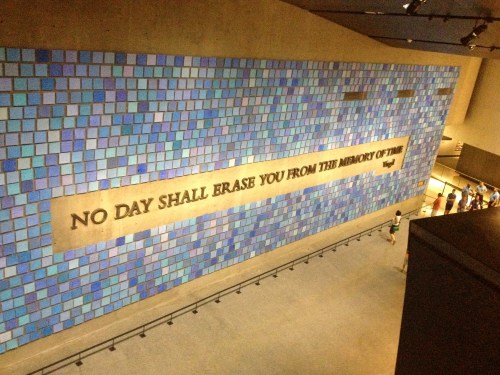 NO DAY SHALL ERASE YOU FROM THE MEMORY OF TIME
Virgil